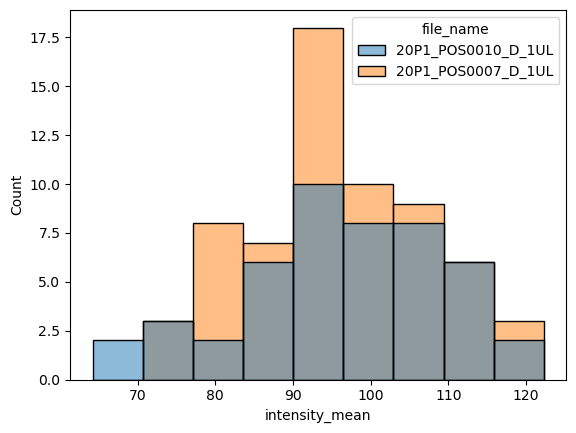 file_name
20P1_POS0010_D_1UL
20P1_POS0007_D_1UL
17.5
15.0
12.5
10.0
7.5
5.0
2.5
0.0
Count
70 80 90 100 110 120
intensity_mean